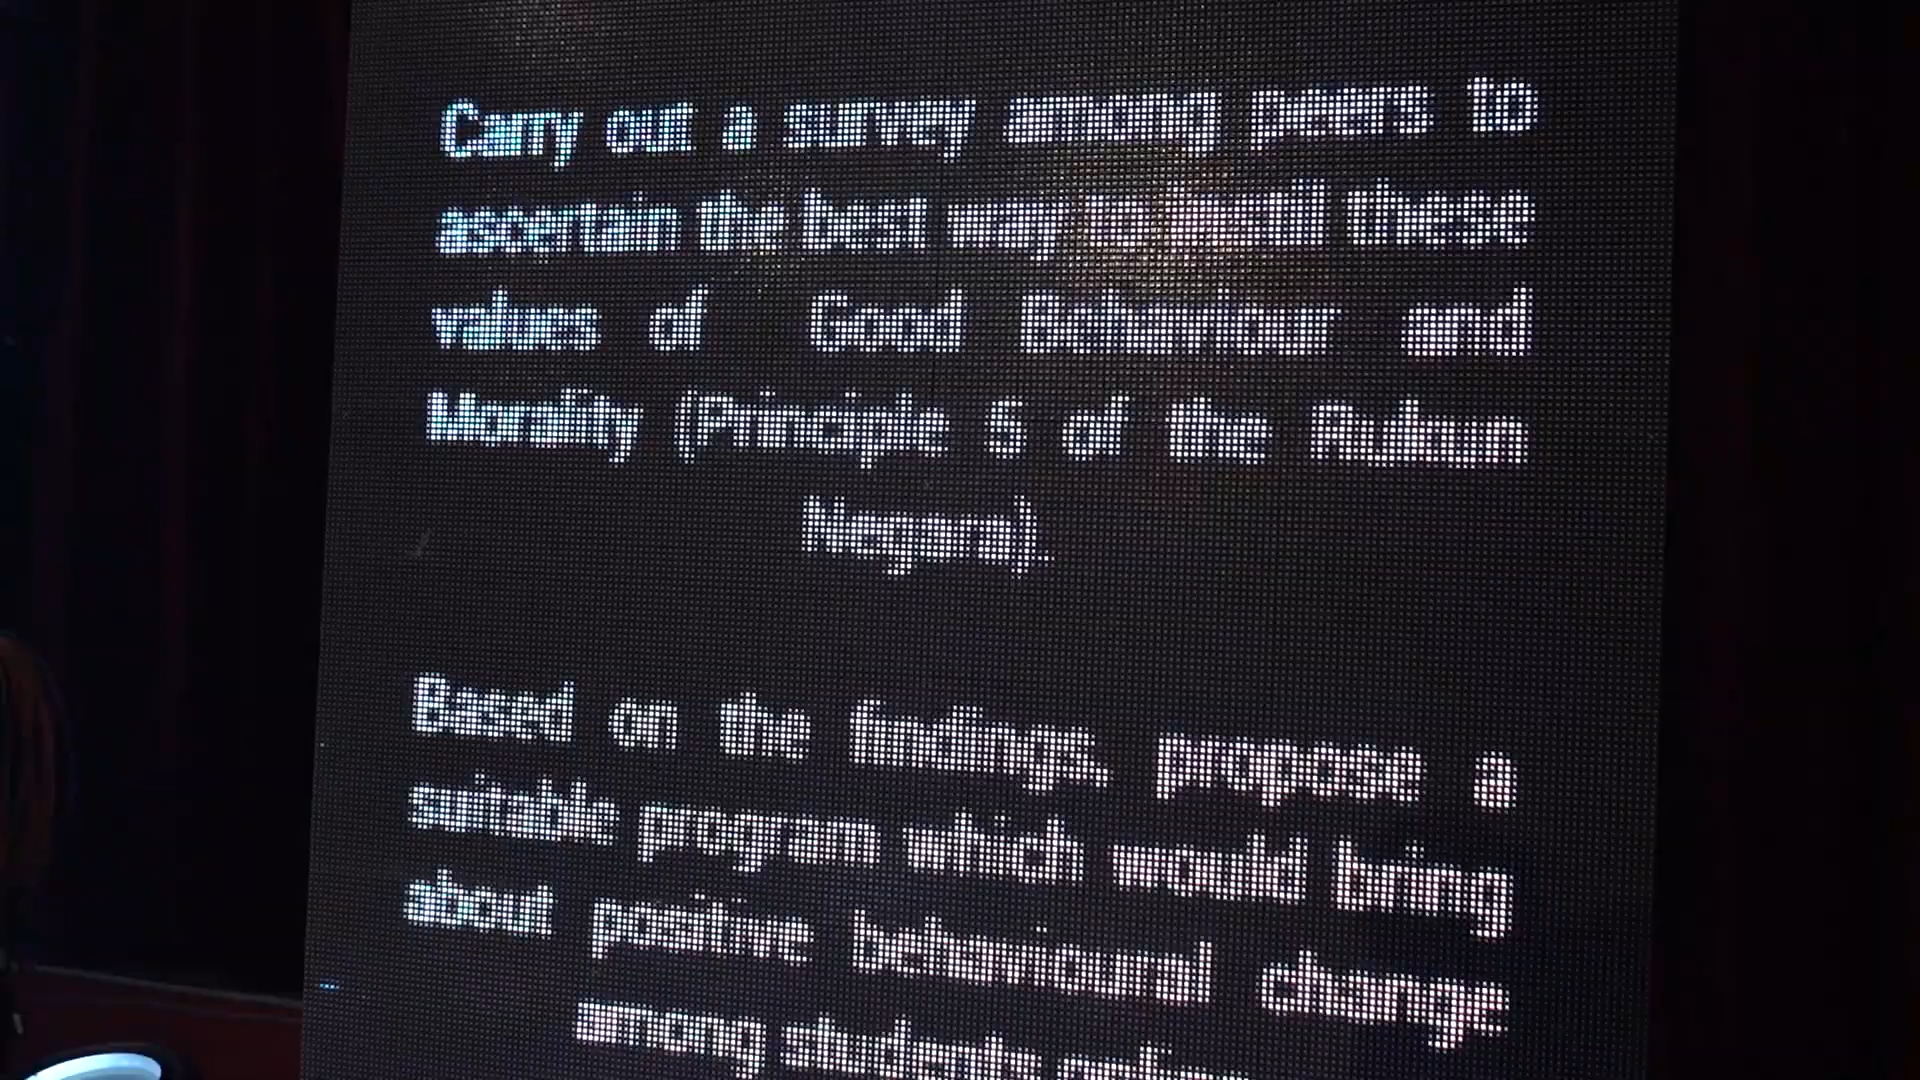 Carry out a survey among peers to
ascertain the best way to instil these
values of Good Behaviour and
Morality (Principle 5 of the Rukun
Negara).
Based on the findings, propose a
suitable program which would bring
about positive behavioural change
among students